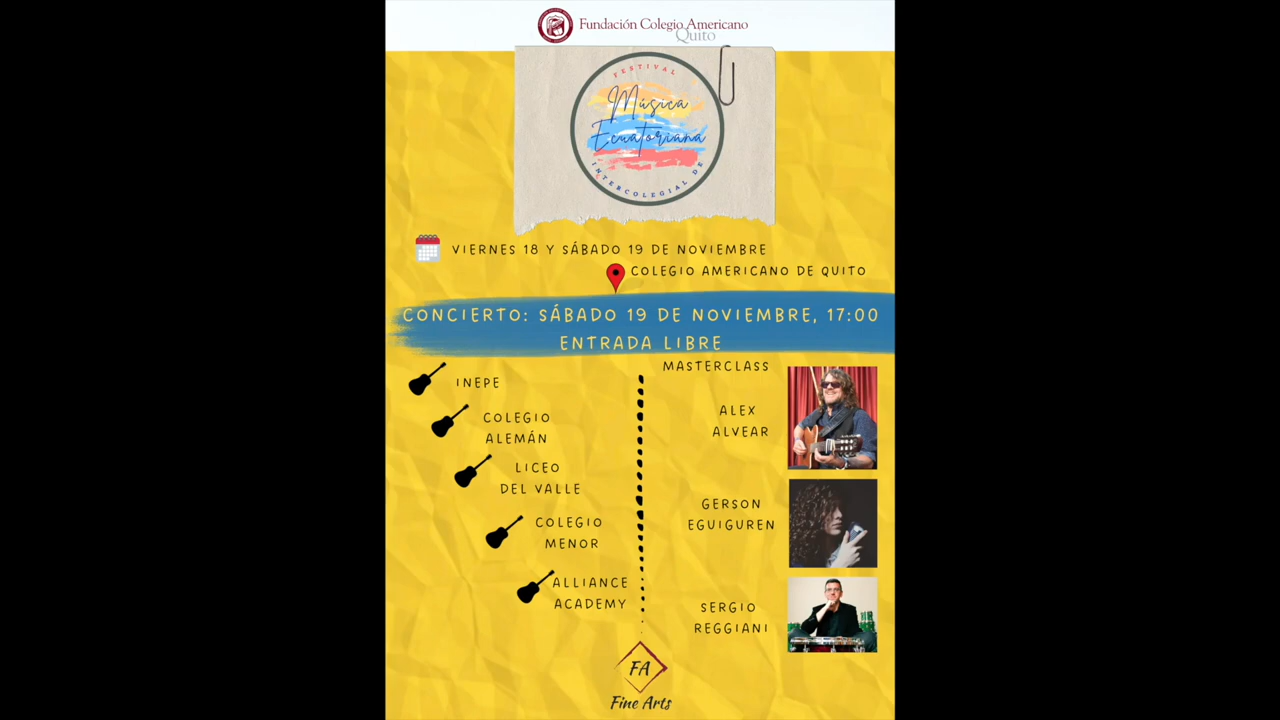 Fundación Colegio Americano
Quito
FESTIVAL
Música
Ecuatoriana
INTERCOLEGIAL DE
VIERNES 18 Y SÁBADO 19 DE NOVIEMBRE
COLEGIO AMERICANO DE QUITO
CONCIERTO: SÁBADO 19 DE NOVIEMBRE, 17:00
ENTRADA LIBRE
INEPE
COLEGIO
ALEMÁN
LICEO
DEL VALLE
COLEGIO
MENOR
ALLIANCE
ACADEMY
MASTERCLASS
ALEX
ALVEAR
GERSON
EGUIGUREN
SERGIO
REGGIANI
FA
Fine Arts